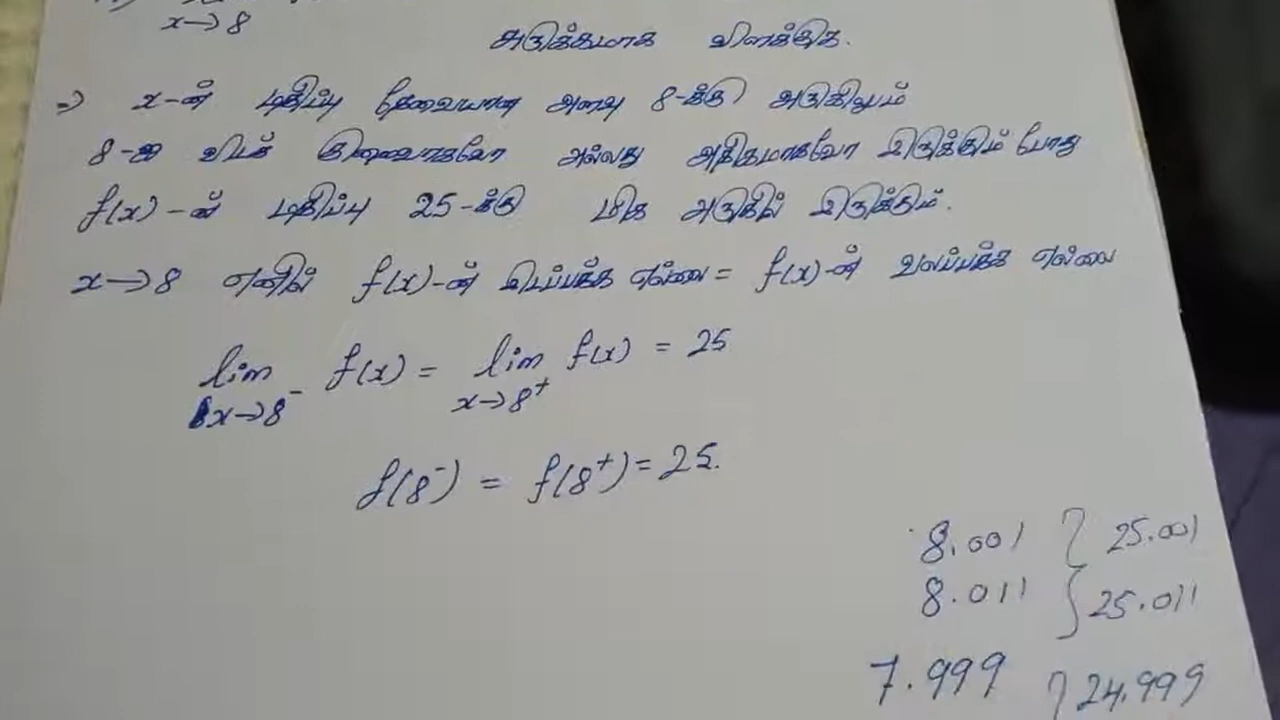 x→8
சுருக்கமாக விளக்குக.
=> x-ன் மதிப்பு தேவையான அளவு 8-க்கு அருகிலும்
8-ஐ விடக் குறைவாகவோ அல்லது அதிகமாகவோ இருக்கும் போது
f(x)-ன் மதிப்பு 25-க்கு மிக அருகில் இருக்கும்.
x→8 எனில் f(x)-ன் இடப்பக்க எல்லை = f(x)-ன் வலப்பக்க எல்லை
lim f(x) = lim f(x) = 25
x→8⁻ x→8⁺
f(8⁻) = f(8⁺) = 25.
8.001 } 25.001
8.011 } 25.011
7.999 } 24.999